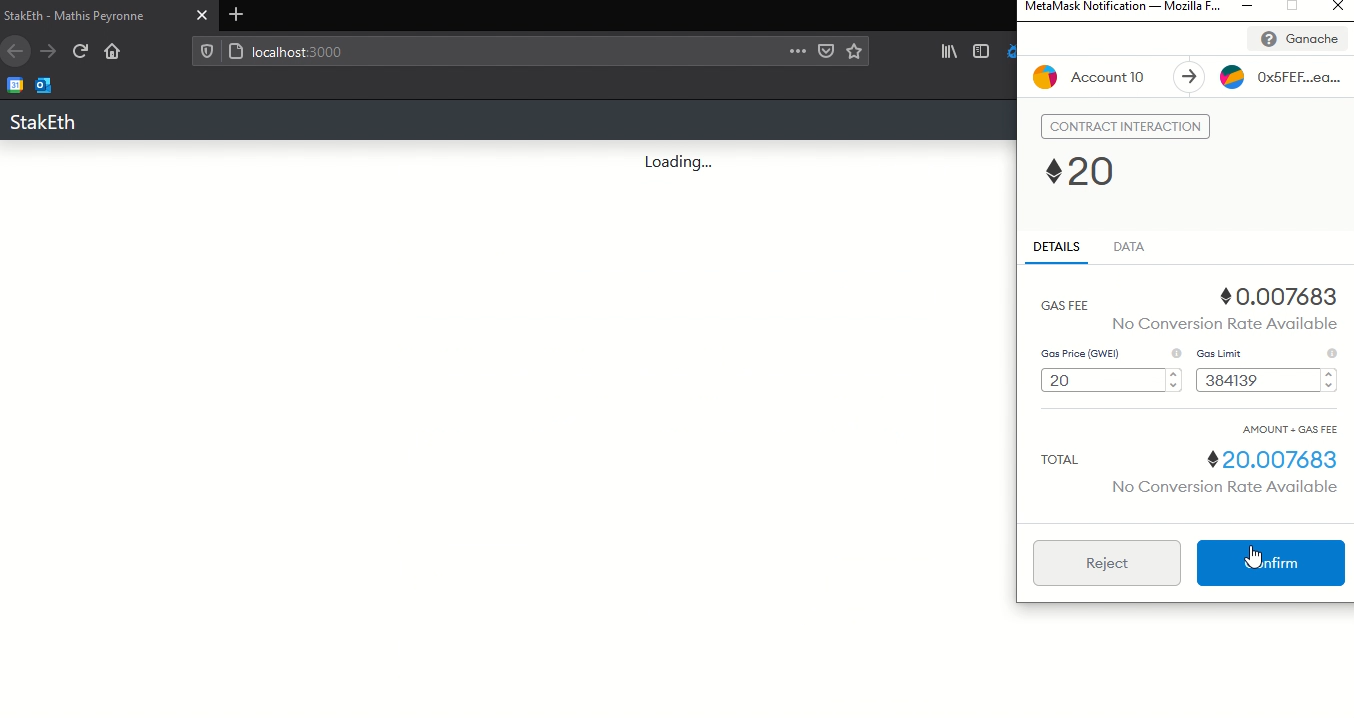 StakEth - Mathis Peyronne
localhost:3000
31
StakEth
Loading...
MetaMask Notification — Mozilla F...
? Ganache
Account 10
0x5FEF...ea...
CONTRACT INTERACTION
20
DETAILS DATA
GAS FEE
0.007683
No Conversion Rate Available
Gas Price (GWEI) Gas Limit
20 384139
AMOUNT + GAS FEE
TOTAL
20.007683
No Conversion Rate Available
Reject
nfirm